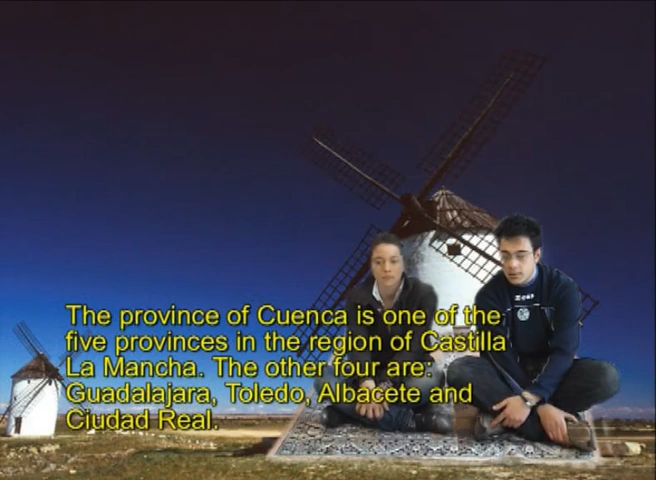 The province of Cuenca is one of the
five provinces in the region of Castilla
La Mancha. The other four are:
Guadalajara, Toledo, Albacete and
Ciudad Real.